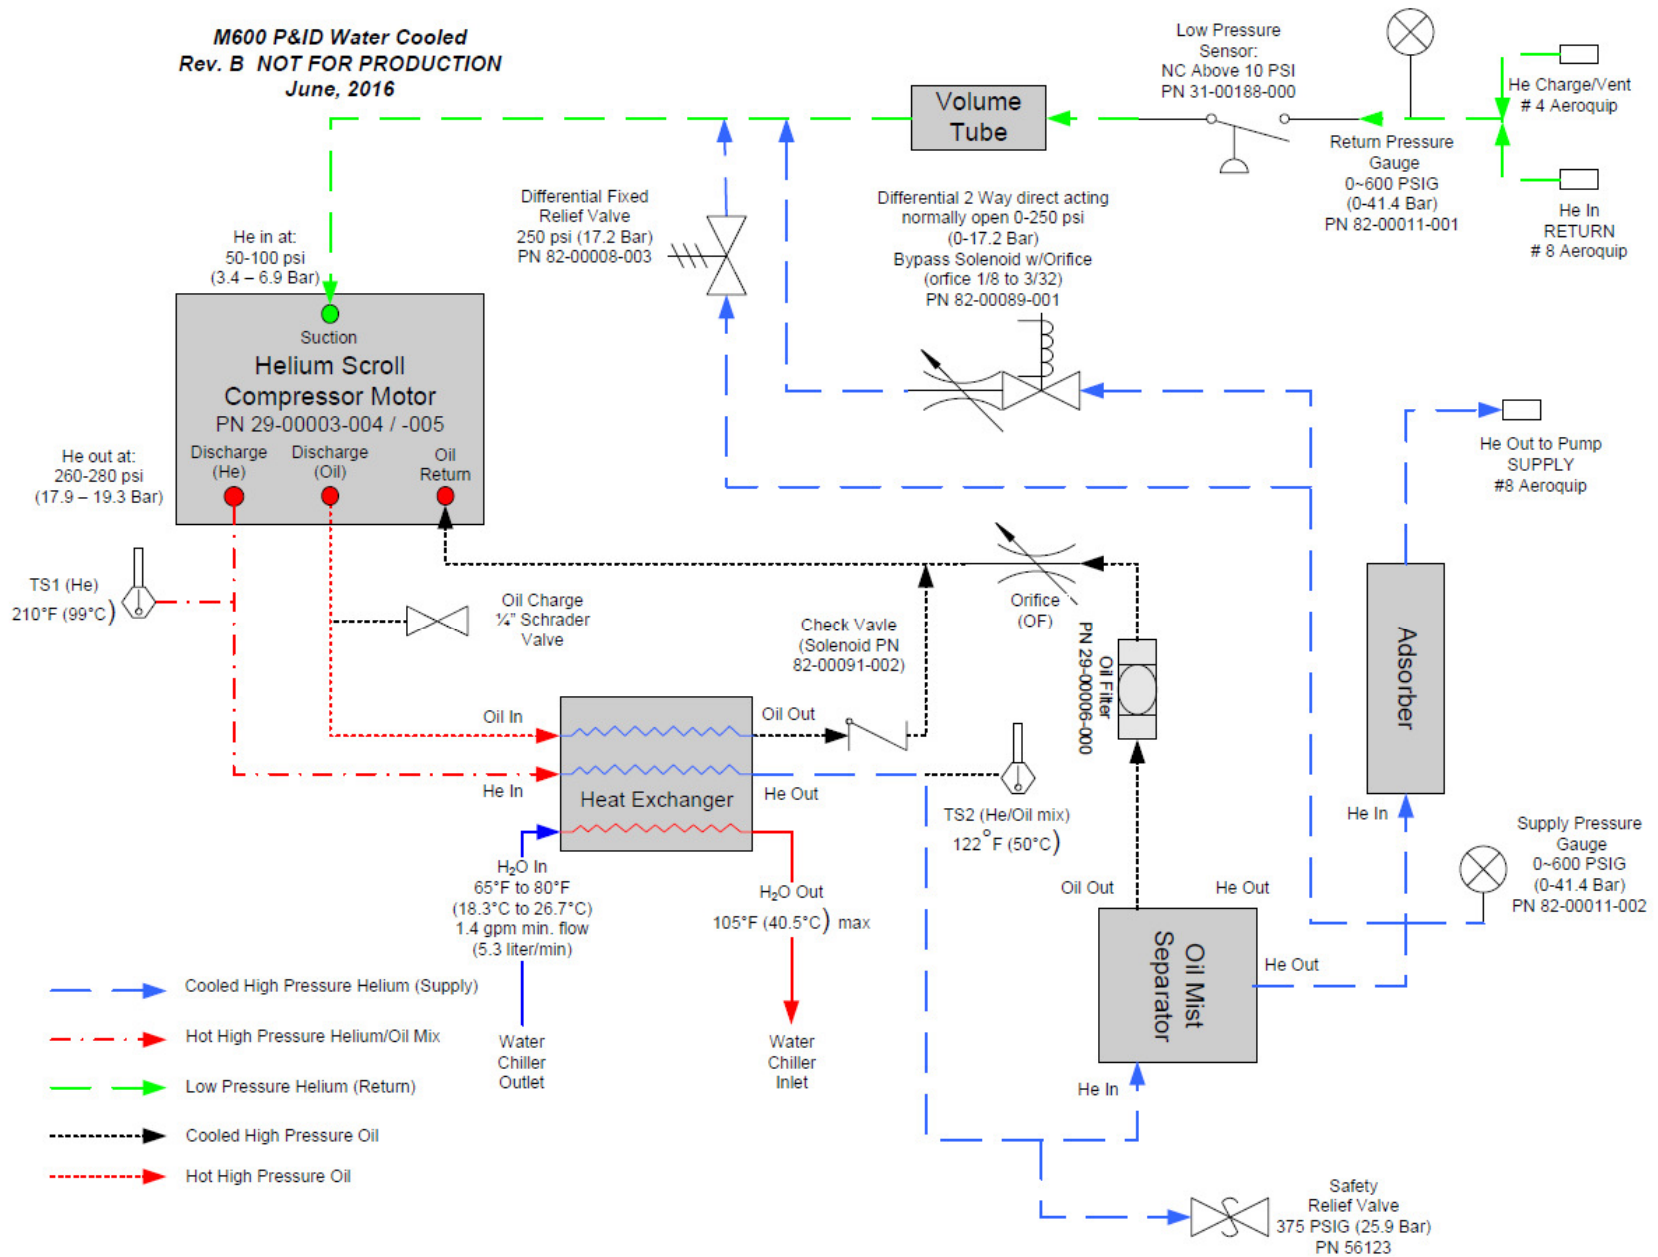 M600 P&ID Water Cooled
Rev. B NOT FOR PRODUCTION
June, 2016
Low Pressure
Sensor:
NC Above 10 PSI
PN 31-00188-000
He Charge/Vent
# 4 Aeroquip
Volume
Tube
Return Pressure
Gauge
0~600 PSIG
(0-41.4 Bar)
PN 82-00011-001
He In
RETURN
# 8 Aeroquip
Differential Fixed
Relief Valve
250 psi (17.2 Bar)
PN 82-00008-003
Differential 2 Way direct acting
normally open 0-250 psi
(0-17.2 Bar)
Bypass Solenoid w/Orifice
(orfice 1/8 to 3/32)
PN 82-00089-001
He in at:
50-100 psi
(3.4 – 6.9 Bar)
Suction
Helium Scroll
Compressor Motor
PN 29-00003-004 / -005
Discharge
(He)
Discharge
(Oil)
Oil
Return
He out at:
260-280 psi
(17.9 – 19.3 Bar)
He Out to Pump
SUPPLY
#8 Aeroquip
TS1 (He)
210°F (99°C)
Oil Charge
¼" Schrader
Valve
Check Vavle
(Solenoid PN
82-00091-002)
Orifice
(OF)
Oil Filter
PN 29-00006-000
Adsorber
Oil In
Oil Out
He In
He Out
Heat Exchanger
TS2 (He/Oil mix)
122°F (50°C)
He In
Supply Pressure
Gauge
0~600 PSIG
(0-41.4 Bar)
PN 82-00011-002
H2O In
65°F to 80°F
(18.3°C to 26.7°C)
1.4 gpm min. flow
(5.3 liter/min)
H2O Out
105°F (40.5°C) max
Oil Out
He Out
Oil Mist
Separator
He Out
He In
Water
Chiller
Outlet
Water
Chiller
Inlet
Cooled High Pressure Helium (Supply)
Hot High Pressure Helium/Oil Mix
Low Pressure Helium (Return)
Cooled High Pressure Oil
Hot High Pressure Oil
Safety
Relief Valve
375 PSIG (25.9 Bar)
PN 56123